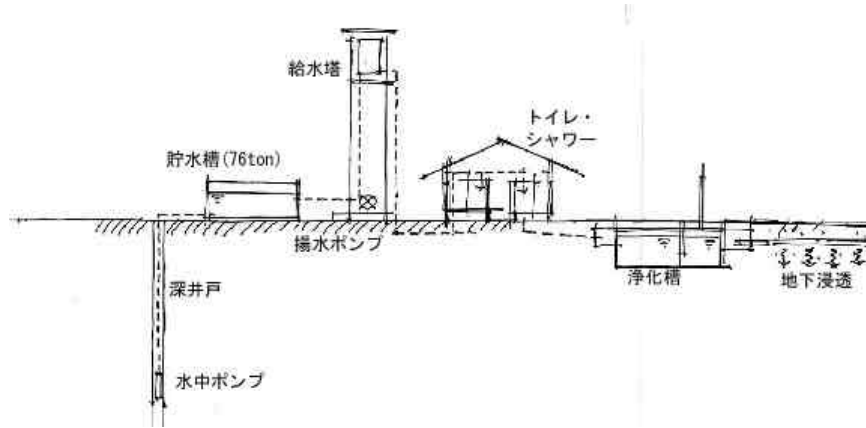 給水塔
トイレ・
シャワー
貯水槽(76ton)
揚水ポンプ
浄化槽
地下浸透
深井戸
水中ポンプ